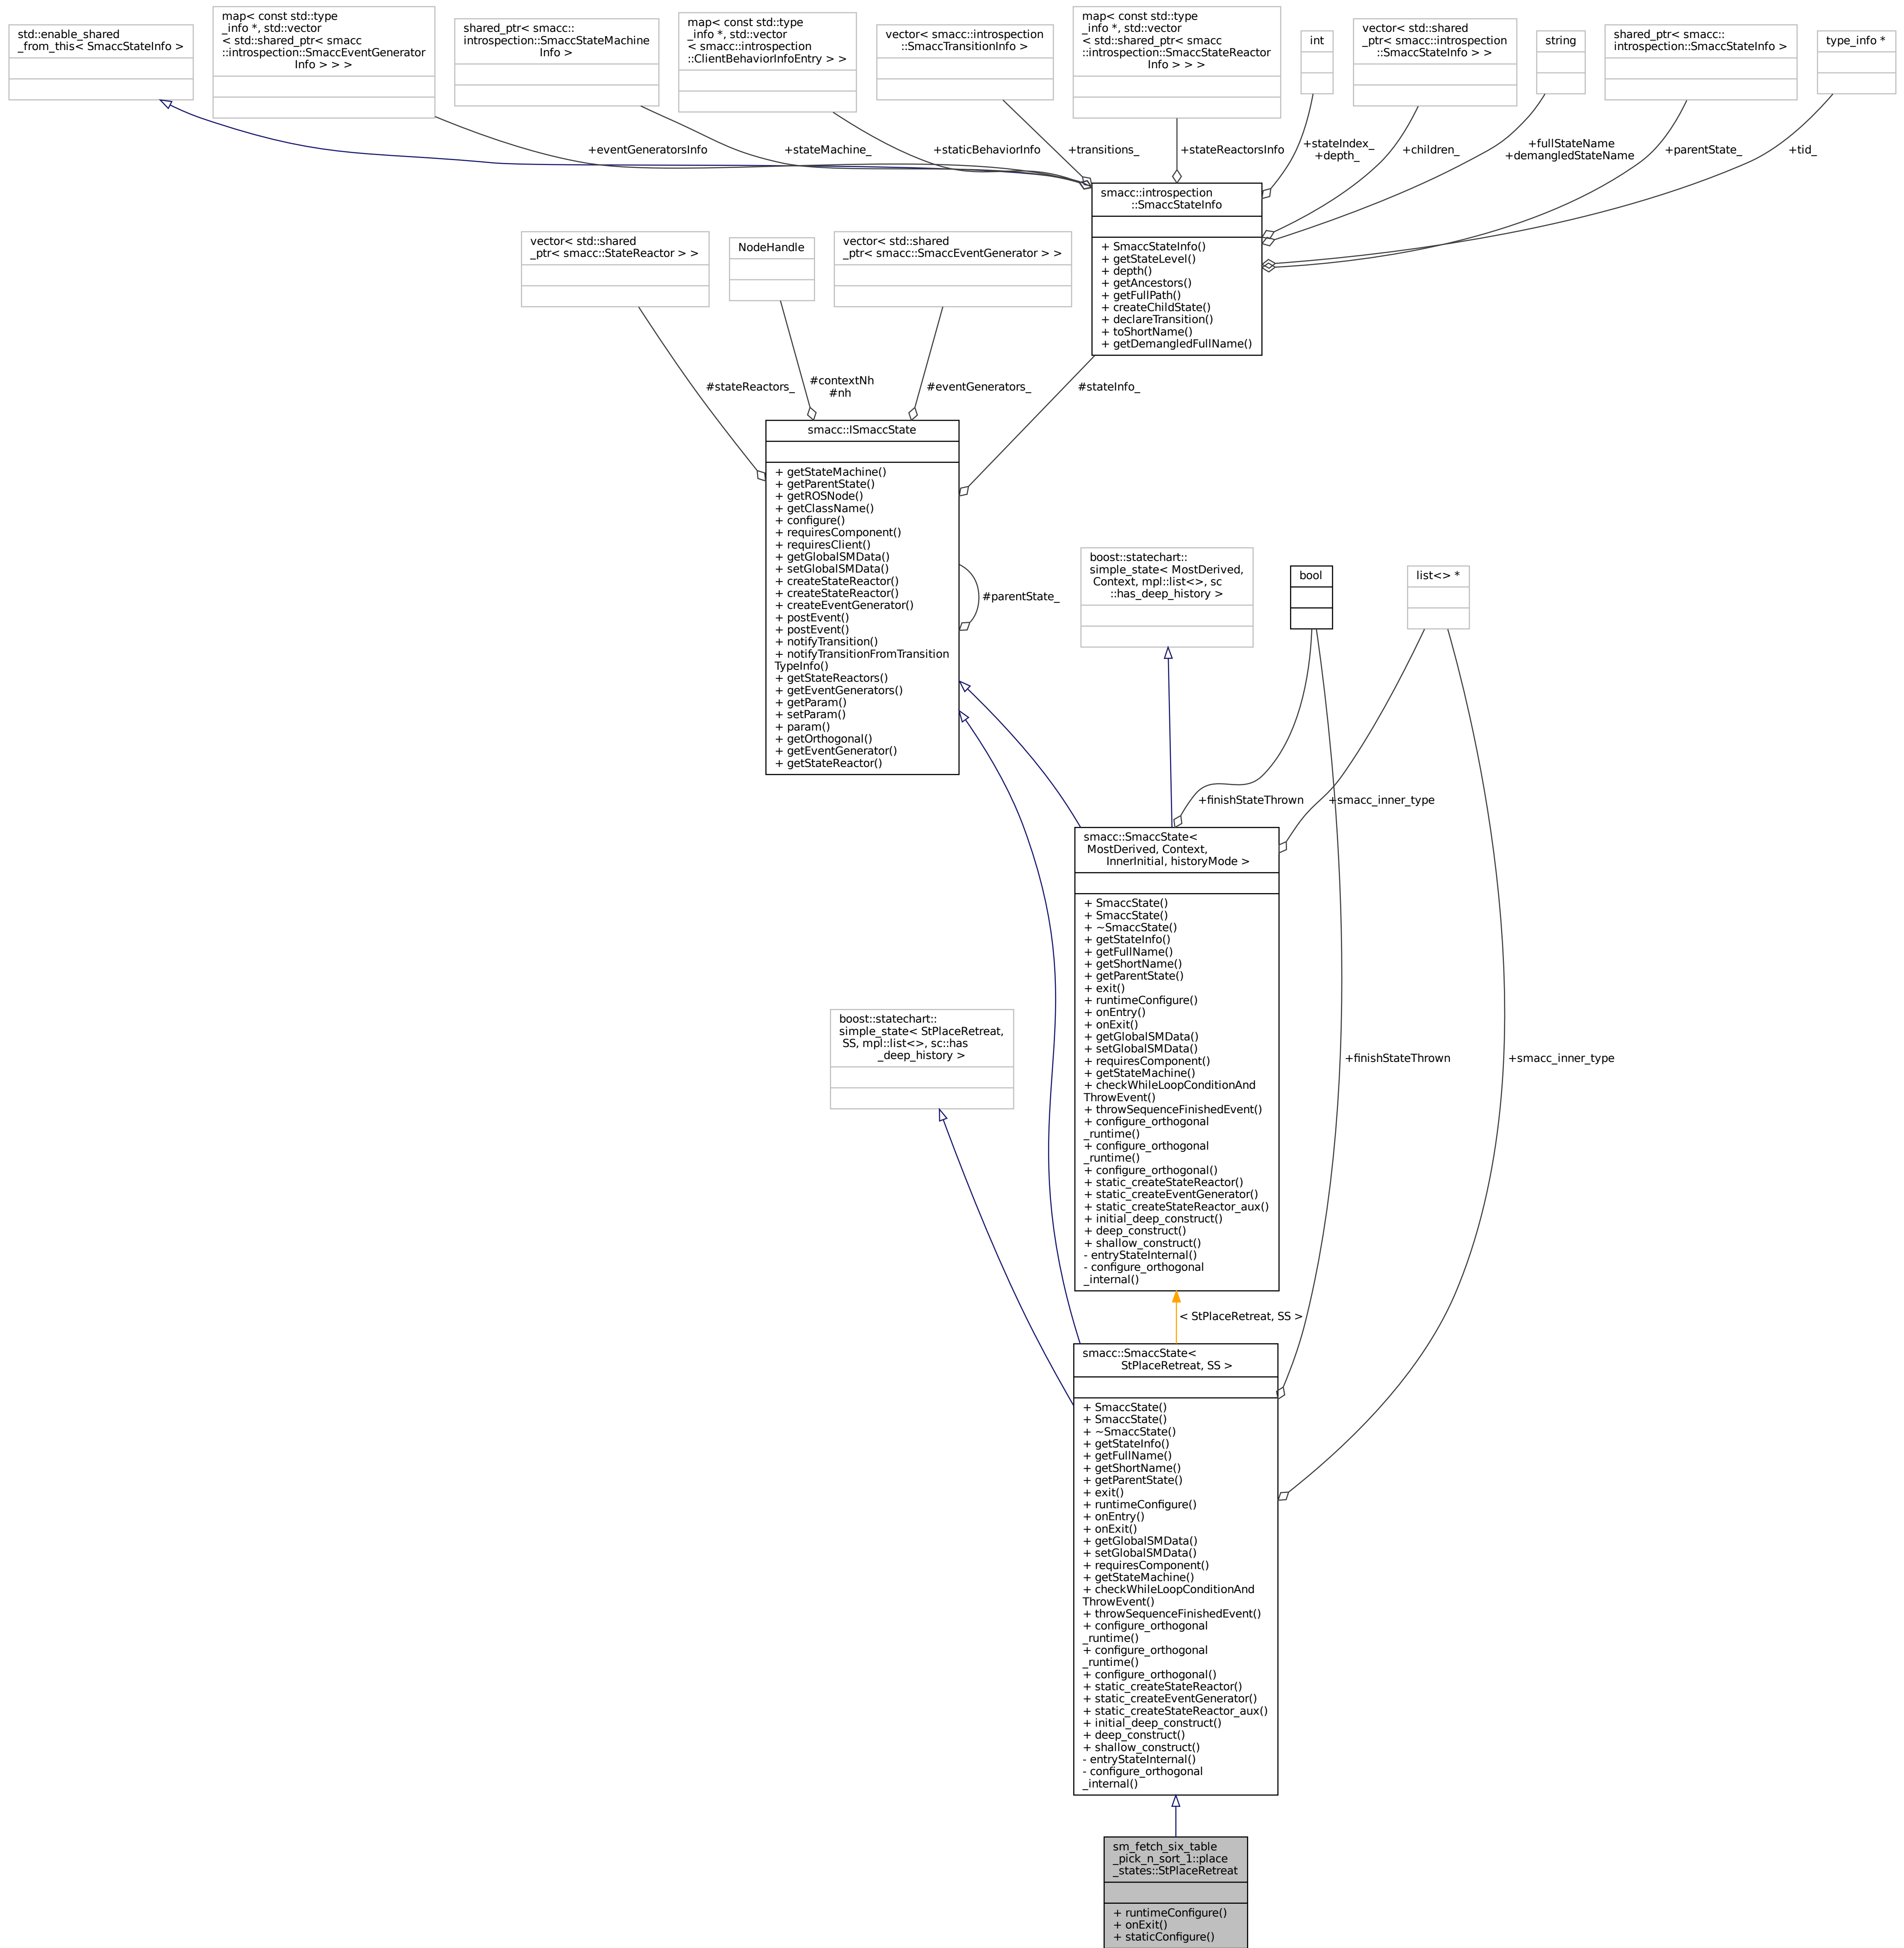 std::enable_shared
_from_this< SmaccStateInfo >
map< const std::type
_info *, std::vector
< std::shared_ptr< smacc
::introspection::SmaccEventGenerator
Info > > >
shared_ptr< smacc::
introspection::SmaccStateMachine
Info >
map< const std::type
_info *, std::vector
< smacc::introspection
::ClientBehaviorInfoEntry > >
vector< smacc::introspection
::SmaccTransitionInfo >
map< const std::type
_info *, std::vector
< std::shared_ptr< smacc
::introspection::SmaccStateReactor
Info > > >
int
vector< std::shared
_ptr< smacc::introspection
::SmaccStateInfo > >
string
shared_ptr< smacc::
introspection::SmaccStateInfo >
type_info *
+eventGeneratorsInfo
+stateMachine_
+staticBehaviorInfo
+transitions_
+stateReactorsInfo
+stateIndex_
+depth_
+children_
+fullStateName
+demangledStateName
+parentState_
+tid_
smacc::introspection
::SmaccStateInfo
+ SmaccStateInfo()
+ getStateLevel()
+ depth()
+ getAncestors()
+ getFullPath()
+ createChildState()
+ declareTransition()
+ toShortName()
+ getDemangledFullName()
vector< std::shared
_ptr< smacc::StateReactor > >
NodeHandle
vector< std::shared
_ptr< smacc::SmaccEventGenerator > >
#stateReactors_
#contextNh
#nh
#eventGenerators_
#stateInfo_
smacc::ISmaccState
+ getStateMachine()
+ getParentState()
+ getROSNode()
+ getClassName()
+ configure()
+ requiresComponent()
+ requiresClient()
+ getGlobalSMData()
+ setGlobalSMData()
+ createStateReactor()
+ createStateReactor()
+ createEventGenerator()
+ postEvent()
+ postEvent()
+ notifyTransition()
+ notifyTransitionFromTransition
TypeInfo()
+ getStateReactors()
+ getEventGenerators()
+ getParam()
+ setParam()
+ param()
+ getOrthogonal()
+ getEventGenerator()
+ getStateReactor()
#parentState_
boost::statechart::
simple_state< MostDerived,
Context, mpl::list<>, sc
::has_deep_history >
bool
list<> *
+finishStateThrown
+smacc_inner_type
smacc::SmaccState<
MostDerived, Context,
InnerInitial, historyMode >
+ SmaccState()
+ SmaccState()
+ ~SmaccState()
+ getStateInfo()
+ getFullName()
+ getShortName()
+ getParentState()
+ exit()
+ runtimeConfigure()
+ onEntry()
+ onExit()
+ getGlobalSMData()
+ setGlobalSMData()
+ requiresComponent()
+ getStateMachine()
+ checkWhileLoopConditionAnd
ThrowEvent()
+ throwSequenceFinishedEvent()
+ configure_orthogonal
_runtime()
+ configure_orthogonal
_runtime()
+ configure_orthogonal()
+ static_createStateReactor()
+ static_createEventGenerator()
+ static_createStateReactor_aux()
+ initial_deep_construct()
+ deep_construct()
+ shallow_construct()
- entryStateInternal()
- configure_orthogonal
_internal()
boost::statechart::
simple_state< StPlaceRetreat,
SS, mpl::list<>, sc::has
_deep_history >
+finishStateThrown
+smacc_inner_type
< StPlaceRetreat, SS >
smacc::SmaccState<
StPlaceRetreat, SS >
+ SmaccState()
+ SmaccState()
+ ~SmaccState()
+ getStateInfo()
+ getFullName()
+ getShortName()
+ getParentState()
+ exit()
+ runtimeConfigure()
+ onEntry()
+ onExit()
+ getGlobalSMData()
+ setGlobalSMData()
+ requiresComponent()
+ getStateMachine()
+ checkWhileLoopConditionAnd
ThrowEvent()
+ throwSequenceFinishedEvent()
+ configure_orthogonal
_runtime()
+ configure_orthogonal
_runtime()
+ configure_orthogonal()
+ static_createStateReactor()
+ static_createEventGenerator()
+ static_createStateReactor_aux()
+ initial_deep_construct()
+ deep_construct()
+ shallow_construct()
- entryStateInternal()
- configure_orthogonal
_internal()
sm_fetch_six_table
_pick_n_sort_1::place
_states::StPlaceRetreat
+ runtimeConfigure()
+ onExit()
+ staticConfigure()